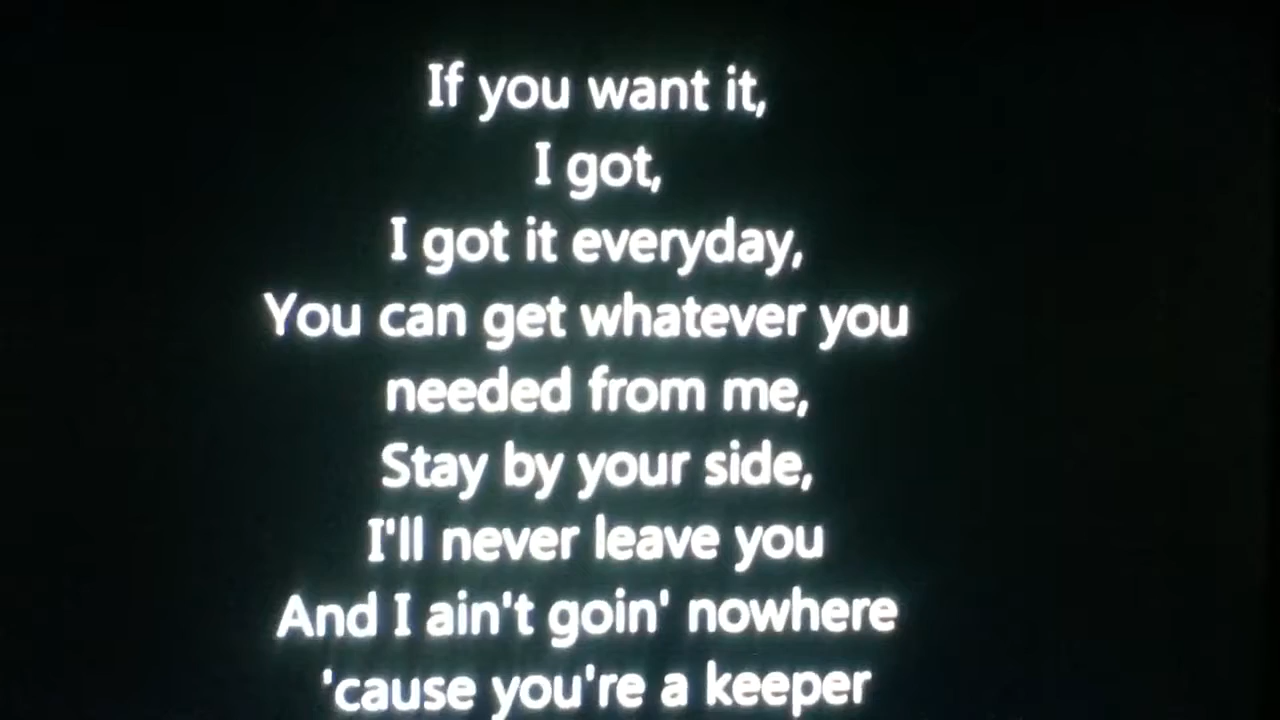 If you want it,
I got,
I got it everyday,
You can get whatever you
needed from me,
Stay by your side,
I'll never leave you
And I ain't goin' nowhere
'cause you're a keeper